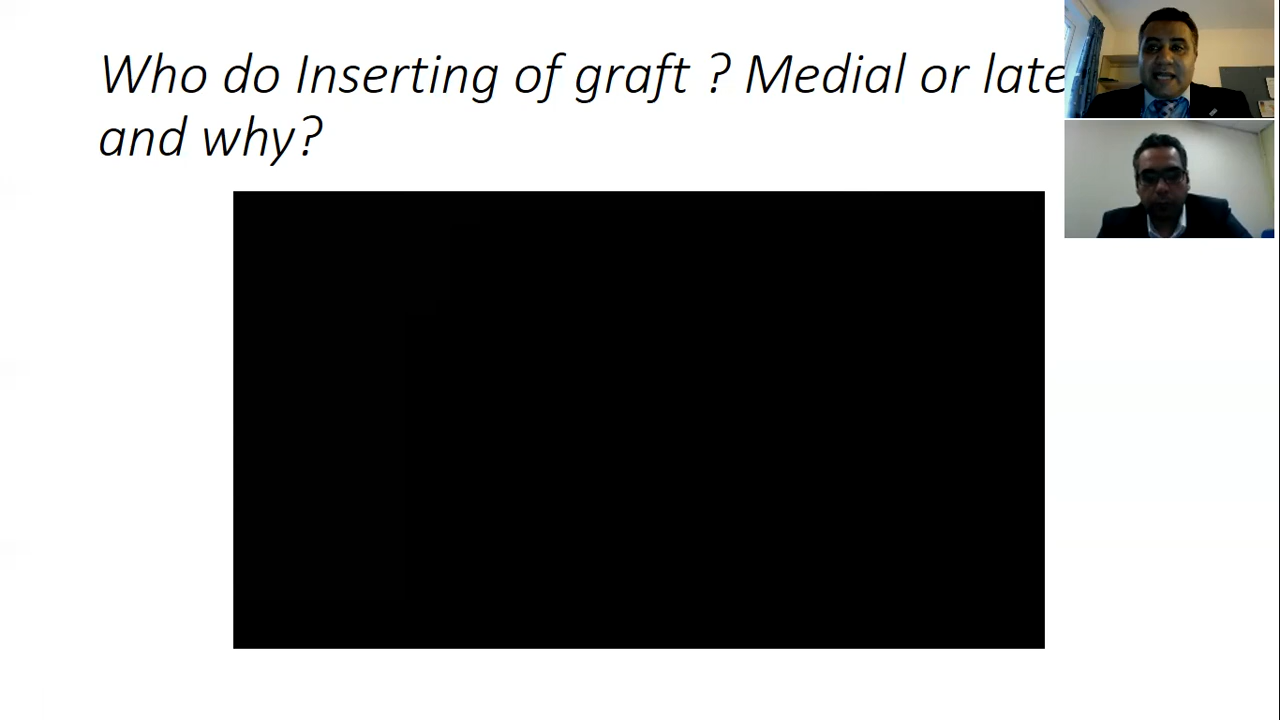 Who do Inserting of graft ? Medial or late
and why?